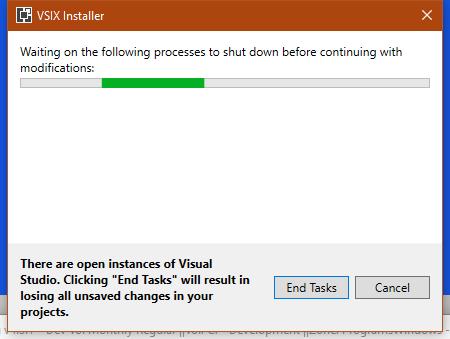 VSIX Installer
Waiting on the following processes to shut down before continuing with
modifications:
There are open instances of Visual
Studio. Clicking "End Tasks" will result in
losing all unsaved changes in your
projects.
End Tasks
Cancel